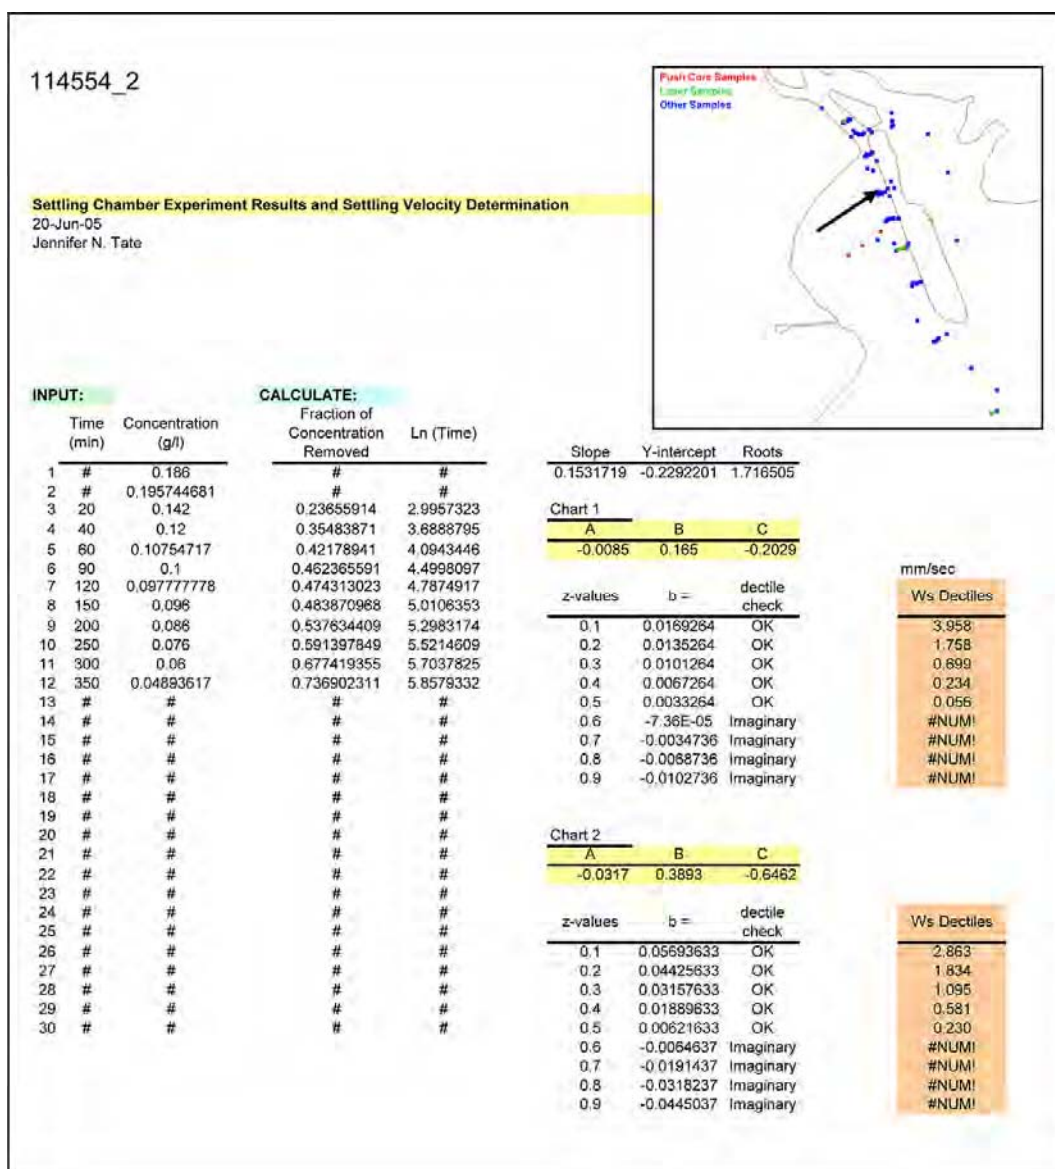 114554_2
Push Core Samples
Laser Samples
Other Samples
Settling Chamber Experiment Results and Settling Velocity Determination
20-Jun-05
Jennifer N. Tate
INPUT: CALCULATE:
Time (min) Concentration (g/l) Fraction of Concentration Removed Ln (Time)
1 # 0.186 # #
2 # 0.195744681 # #
3 20 0.142 0.23655914 2.9957323
4 40 0.12 0.35483871 3.6888795
5 60 0.10754717 0.42178941 4.0943446
6 90 0.1 0.462365591 4.4998097
7 120 0.097777778 0.474313023 4.7874917
8 150 0.096 0.483870968 5.0106353
9 200 0.086 0.537634409 5.2983174
10 250 0.076 0.591397849 5.5214609
11 300 0.06 0.677419355 5.7037825
12 350 0.04893617 0.736902311 5.8579332
13 # # # #
14 # # # #
15 # # # #
16 # # # #
17 # # # #
18 # # # #
19 # # # #
20 # # # #
21 # # # #
22 # # # #
23 # # # #
24 # # # #
25 # # # #
26 # # # #
27 # # # #
28 # # # #
29 # # # #
30 # # # #
Slope Y-intercept Roots
0.1531719 -0.2292201 1.716505
Chart 1
A B C
-0.0085 0.165 -0.2029
mm/sec
z-values b = dectile check Ws Dectiles
0.1 0.0169264 OK 3.958
0.2 0.0135264 OK 1.758
0.3 0.0101264 OK 0.699
0.4 0.0067264 OK 0.234
0.5 0.0033264 OK 0.056
0.6 -7.36E-05 Imaginary #NUM!
0.7 -0.0034736 Imaginary #NUM!
0.8 -0.0068736 Imaginary #NUM!
0.9 -0.0102736 Imaginary #NUM!
Chart 2
A B C
-0.0317 0.3893 -0.6462
z-values b = dectile check Ws Dectiles
0.1 0.05693633 OK 2.863
0.2 0.04425633 OK 1.834
0.3 0.03157633 OK 1.095
0.4 0.01889633 OK 0.581
0.5 0.00621633 OK 0.230
0.6 -0.0064637 Imaginary #NUM!
0.7 -0.0191437 Imaginary #NUM!
0.8 -0.0318237 Imaginary #NUM!
0.9 -0.0445037 Imaginary #NUM!